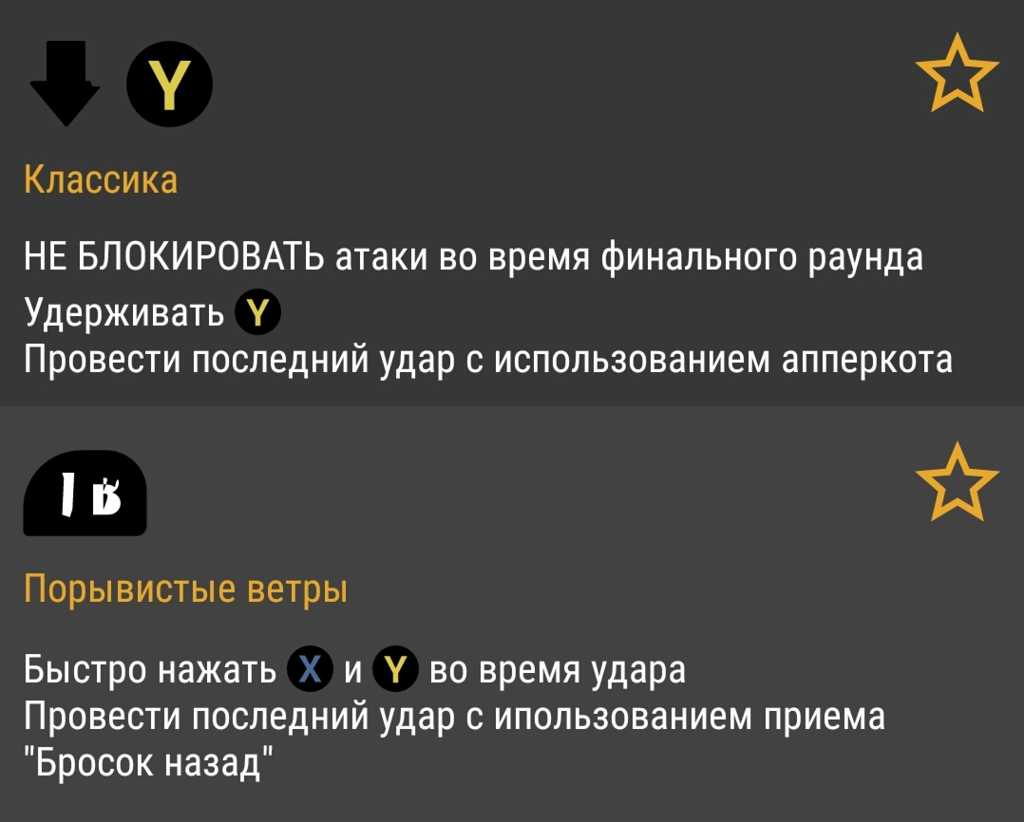 Y
Классика
НЕ БЛОКИРОВАТЬ атаки во время финального раунда
Удерживать Y
Провести последний удар с использованием апперкота
Порывистые ветры
Быстро нажать X и Y во время удара
Провести последний удар с ипользованием приема
"Бросок назад"